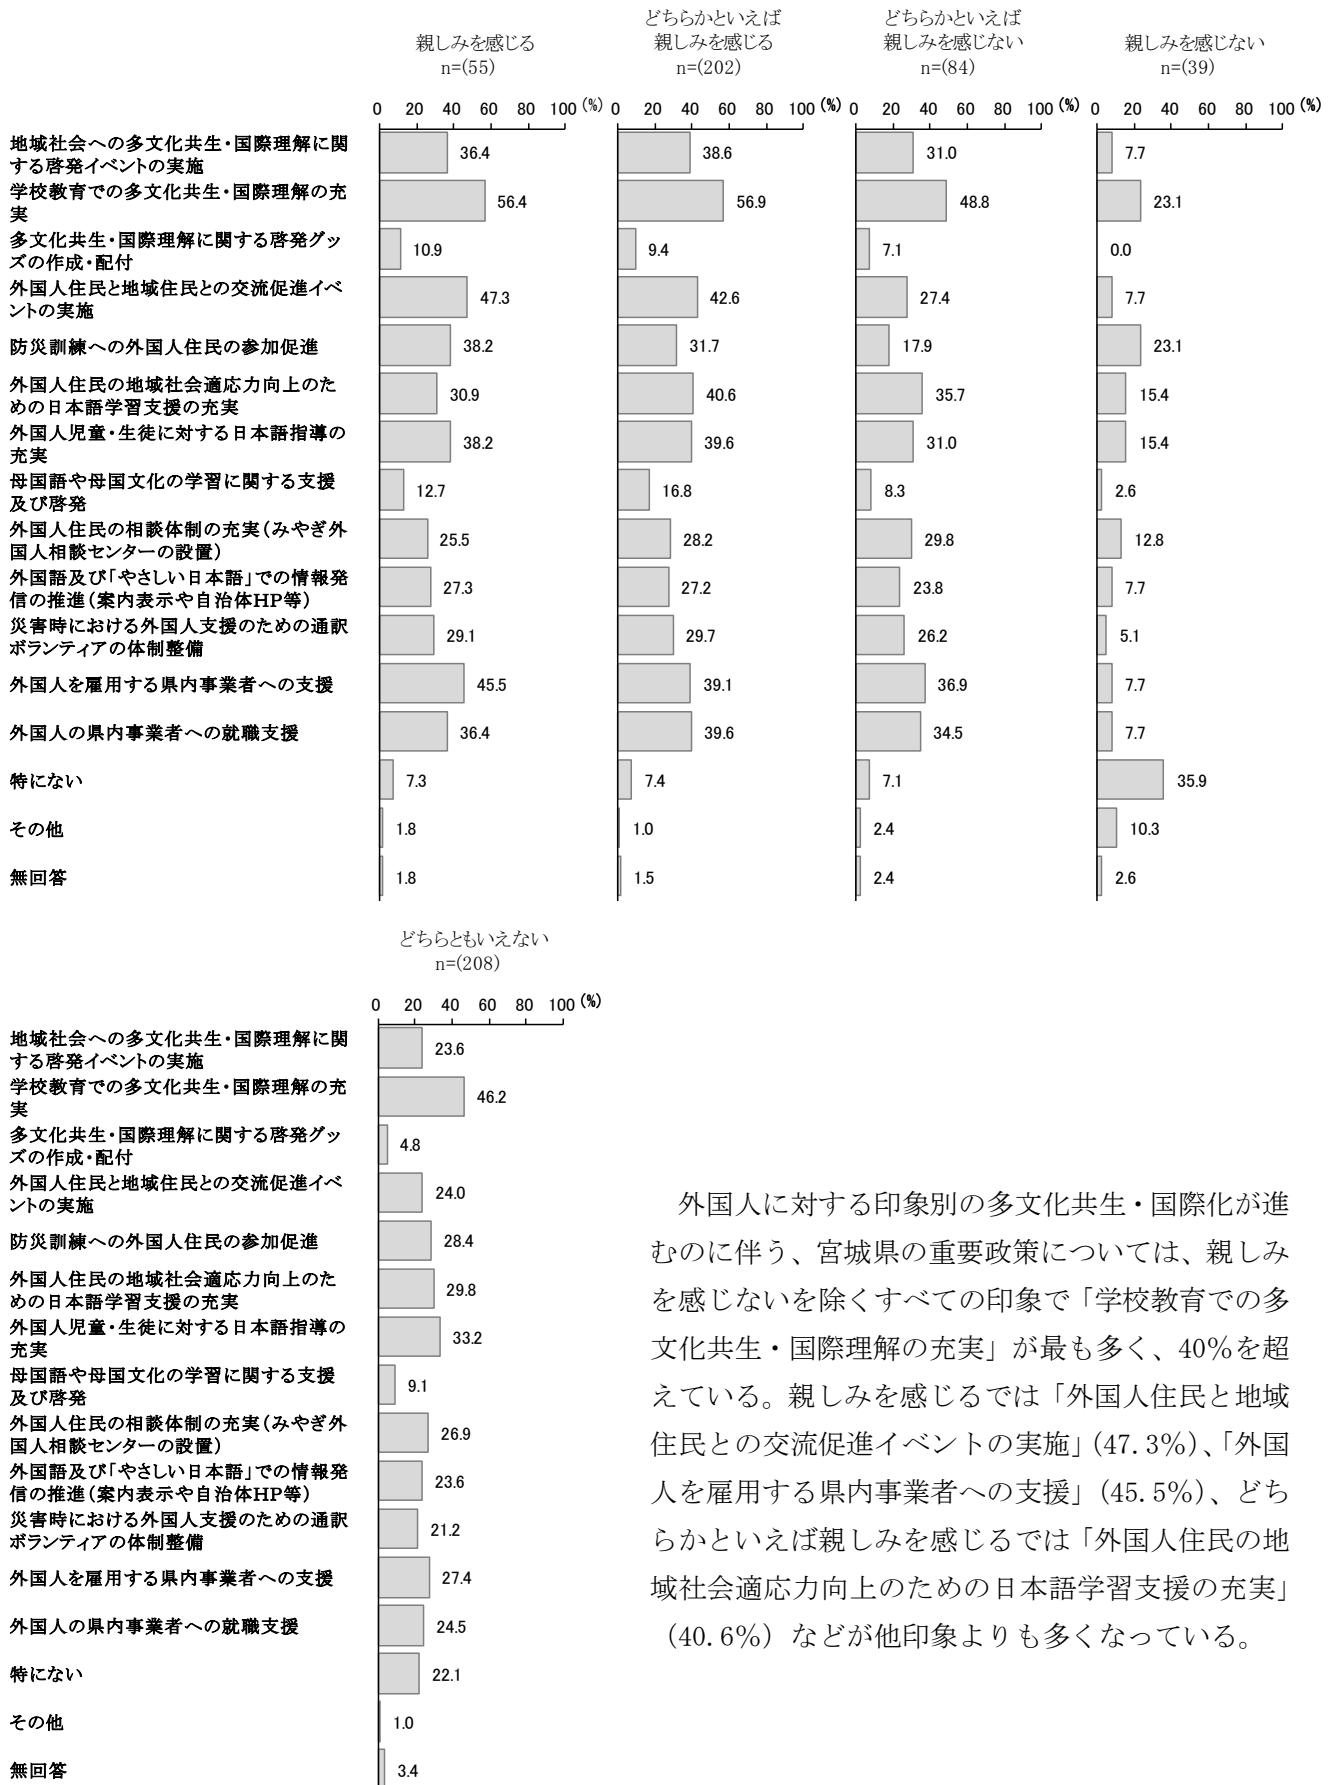 親しみを感じる
n=(55)
どちらかといえば
親しみを感じる
n=(202)
どちらかといえば
親しみを感じない
n=(84)
親しみを感じない
n=(39)
0 20 40 60 80 100 (%) 0 20 40 60 80 100 (%) 0 20 40 60 80 100 (%) 0 20 40 60 80 100 (%)
地域社会への多文化共生・国際理解に関
する啓発イベントの実施
36.4 38.6 31.0 7.7
学校教育での多文化共生・国際理解の充
実
56.4 56.9 48.8 23.1
多文化共生・国際理解に関する啓発グッ
ズの作成・配付
10.9 9.4 7.1 0.0
外国人住民と地域住民との交流促進イベ
ントの実施
47.3 42.6 27.4 7.7
防災訓練への外国人住民の参加促進
38.2 31.7 17.9 23.1
外国人住民の地域社会適応力向上のた
めの日本語学習支援の充実
30.9 40.6 35.7 15.4
外国人児童・生徒に対する日本語指導の
充実
38.2 39.6 31.0 15.4
母国語や母国文化の学習に関する支援
及び啓発
12.7 16.8 8.3 2.6
外国人住民の相談体制の充実(みやぎ外
国人相談センターの設置)
25.5 28.2 29.8 12.8
外国語及び「やさしい日本語」での情報発
信の推進(案内表示や自治体HP等)
27.3 27.2 23.8 7.7
災害時における外国人支援のための通訳
ボランティアの体制整備
29.1 29.7 26.2 5.1
外国人を雇用する県内事業者への支援
45.5 39.1 36.9 7.7
外国人の県内事業者への就職支援
36.4 39.6 34.5 7.7
特にない
7.3 7.4 7.1 35.9
その他
1.8 1.0 2.4 10.3
無回答
1.8 1.5 2.4 2.6
どちらともいえない
n=(208)
0 20 40 60 80 100 (%)
地域社会への多文化共生・国際理解に関
する啓発イベントの実施
23.6
学校教育での多文化共生・国際理解の充
実
46.2
多文化共生・国際理解に関する啓発グッ
ズの作成・配付
4.8
外国人住民と地域住民との交流促進イベ
ントの実施
24.0
防災訓練への外国人住民の参加促進
28.4
外国人住民の地域社会適応力向上のた
めの日本語学習支援の充実
29.8
外国人児童・生徒に対する日本語指導の
充実
33.2
母国語や母国文化の学習に関する支援
及び啓発
9.1
外国人住民の相談体制の充実(みやぎ外
国人相談センターの設置)
26.9
外国語及び「やさしい日本語」での情報発
信の推進(案内表示や自治体HP等)
23.6
災害時における外国人支援のための通訳
ボランティアの体制整備
21.2
外国人を雇用する県内事業者への支援
27.4
外国人の県内事業者への就職支援
24.5
特にない
22.1
その他
1.0
無回答
3.4
外国人に対する印象別の多文化共生・国際化が進
むのに伴う、宮城県の重要政策については、親しみ
を感じないを除くすべての印象で「学校教育での多
文化共生・国際理解の充実」が最も多く、40%を超
えている。親しみを感じるでは「外国人住民と地域
住民との交流促進イベントの実施」(47.3%)、「外国
人を雇用する県内事業者への支援」(45.5%)、どち
らかといえば親しみを感じるでは「外国人住民の地
域社会適応力向上のための日本語学習支援の充実」
(40.6%)などが他印象よりも多くなっている。